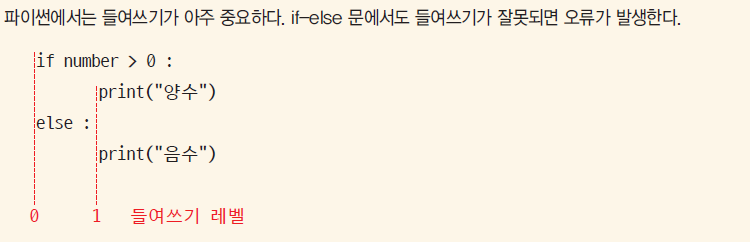 파이썬에서는 들여쓰기가 아주 중요하다. if-else 문에서도 들여쓰기가 잘못되면 오류가 발생한다.
if number > 0 :
print("양수")
else :
print("음수")
0 1 들여쓰기 레벨